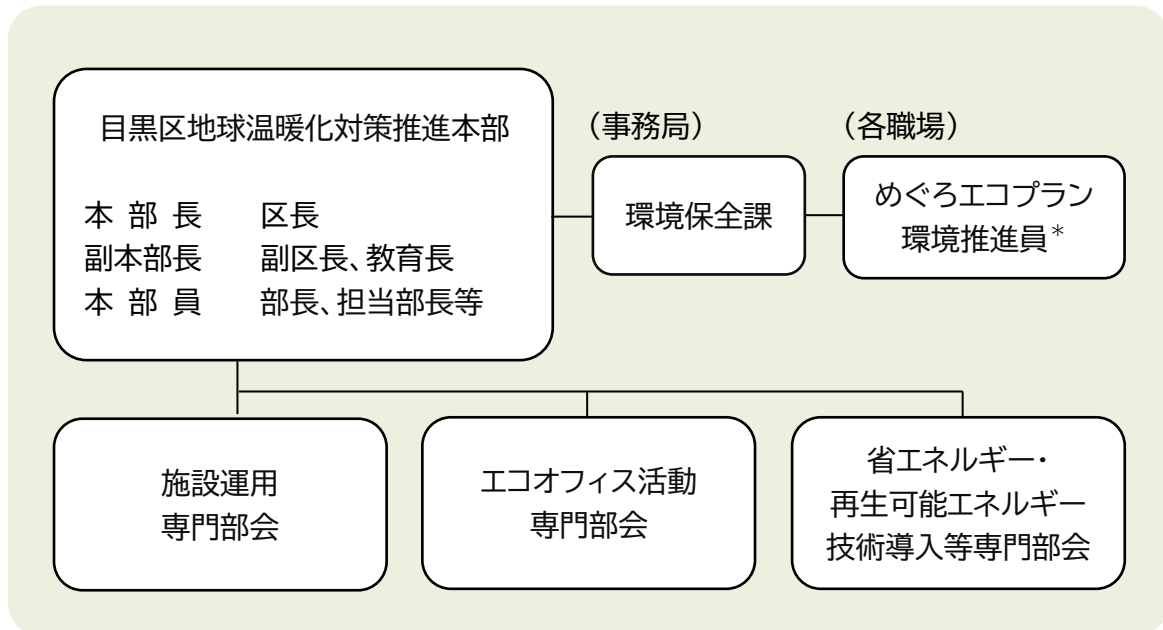 目黒区地球温暖化対策推進本部
本 部 長　区長
副本部長　副区長、教育長
本 部 員　部長、担当部長等
（事務局）
環境保全課
（各職場）
めぐろエコプラン
環境推進員＊
施設運用
専門部会
エコオフィス活動
専門部会
省エネルギー・
再生可能エネルギー
技術導入等専門部会